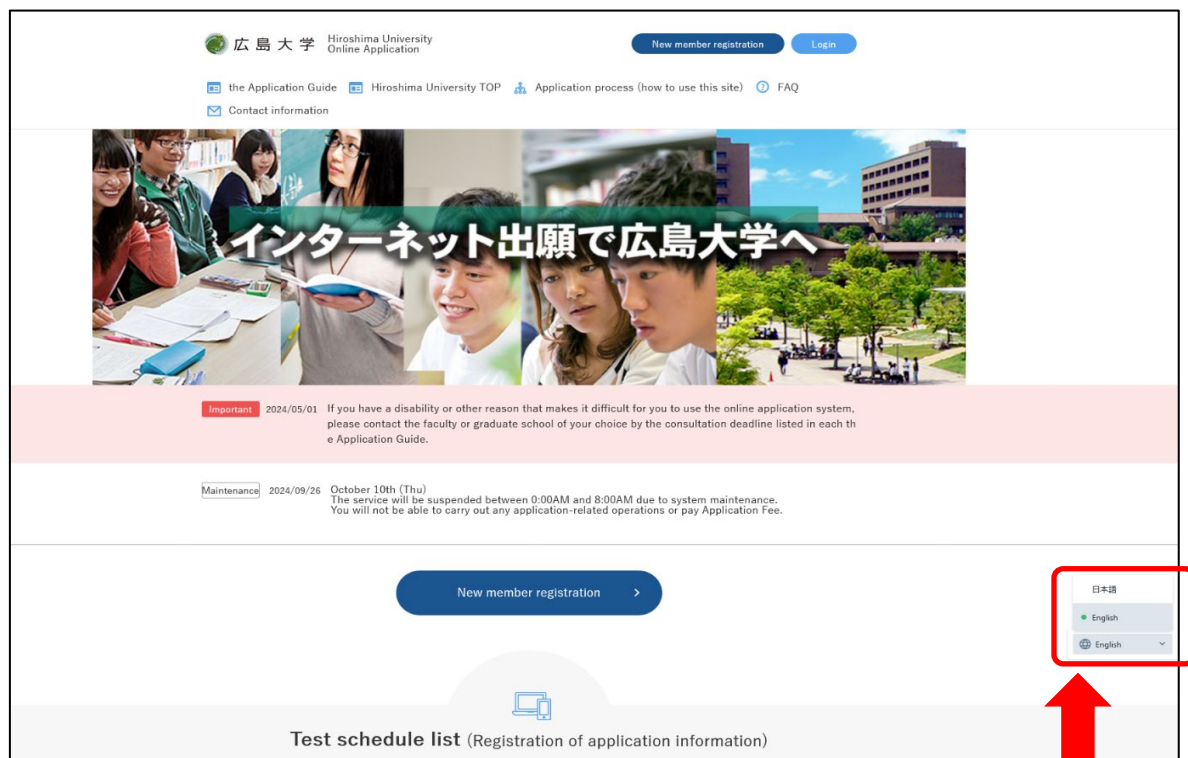 広島大学 Hiroshima University
Online Application
New member registration
Login
the Application Guide
Hiroshima University TOP
Application process (how to use this site)
FAQ
Contact information
インターネット出願で広島大学へ
Important 2024/05/01 If you have a disability or other reason that makes it difficult for you to use the online application system,
please contact the faculty or graduate school of your choice by the consultation deadline listed in each th
e Application Guide.
Maintenance 2024/09/26 October 10th (Thu)
The service will be suspended between 0:00AM and 8:00AM due to system maintenance.
You will not be able to carry out any application-related operations or pay Application Fee.
New member registration
日本語
English
English
Test schedule list (Registration of application information)